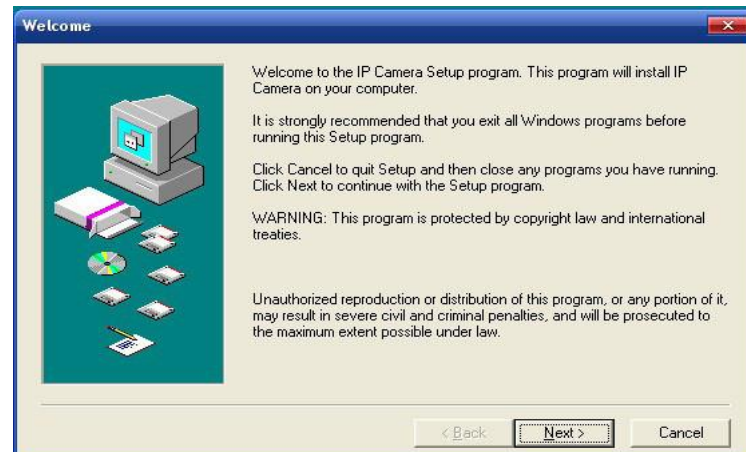 Welcome
Welcome to the IP Camera Setup program. This program will install IP
Camera on your computer.
It is strongly recommended that you exit all Windows programs before
running this Setup program.
Click Cancel to quit Setup and then close any programs you have running.
Click Next to continue with the Setup program.
WARNING: This program is protected by copyright law and international
treaties.
Unauthorized reproduction or distribution of this program, or any portion of it,
may result in severe civil and criminal penalties, and will be prosecuted to
the maximum extent possible under law.
< Back Next > Cancel